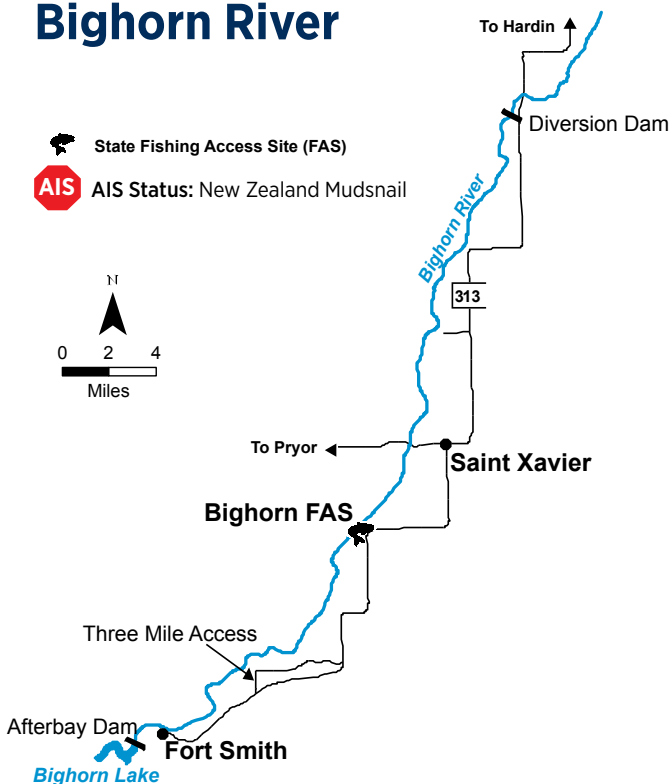 Bighorn River
To Hardin
Diversion Dam
State Fishing Access Site (FAS)
AIS
AIS Status: New Zealand Mudsnail
Bighorn River
N
313
0 2 4
Miles
To Pryor
Saint Xavier
Bighorn FAS
Three Mile Access
Afterbay Dam
Fort Smith
Bighorn Lake